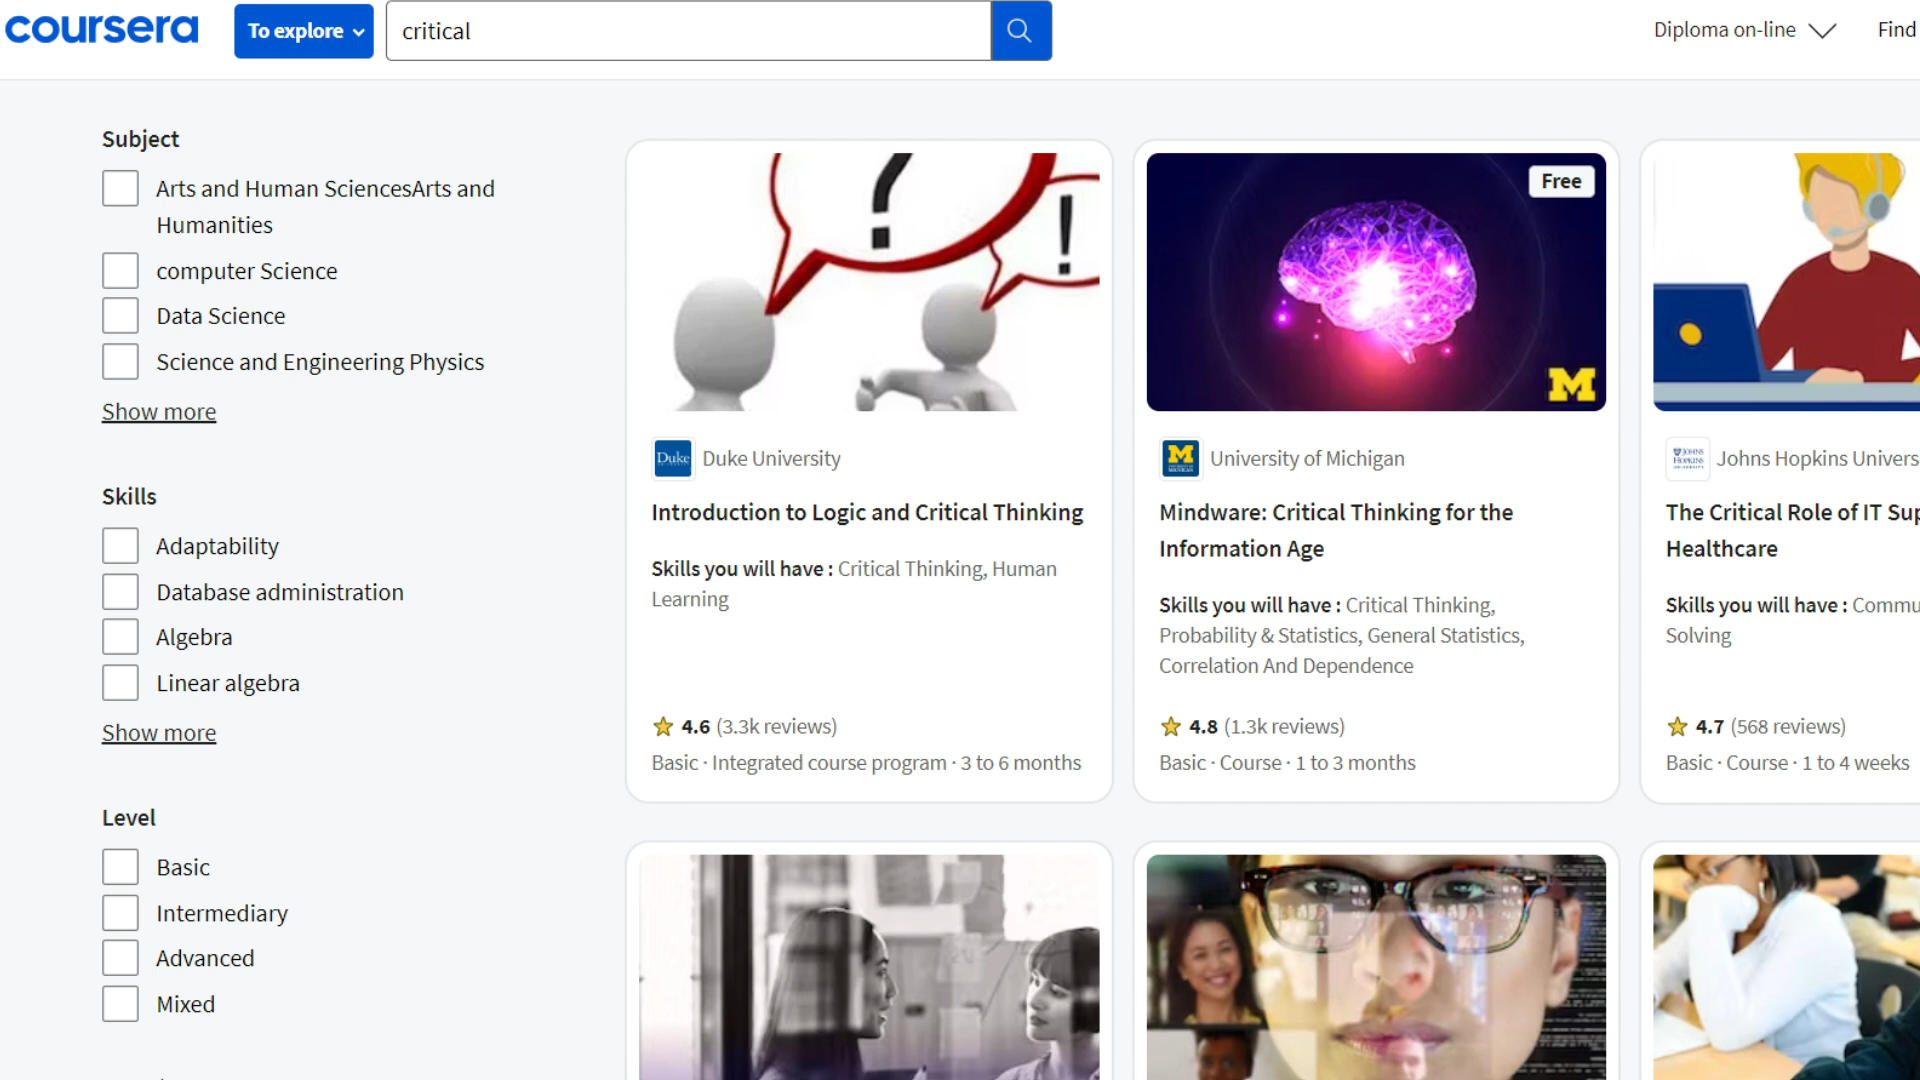 coursera
To explore
critical
Diploma on-line
Find
Subject
Arts and Human SciencesArts and
Humanities
computer Science
Data Science
Science and Engineering Physics
Show more
Skills
Adaptability
Database administration
Algebra
Linear algebra
Show more
Level
Basic
Intermediary
Advanced
Mixed
? !
Duke
Duke University
Introduction to Logic and Critical Thinking
Skills you will have : Critical Thinking, Human
Learning
4.6 (3.3k reviews)
Basic · Integrated course program · 3 to 6 months
Free
M
M
University of Michigan
Mindware: Critical Thinking for the
Information Age
Skills you will have : Critical Thinking,
Probability & Statistics, General Statistics,
Correlation And Dependence
4.8 (1.3k reviews)
Basic · Course · 1 to 3 months
JOHNS
HOPKINS
Johns Hopkins Univers
The Critical Role of IT Sup
Healthcare
Skills you will have : Commu
Solving
4.7 (568 reviews)
Basic · Course · 1 to 4 weeks